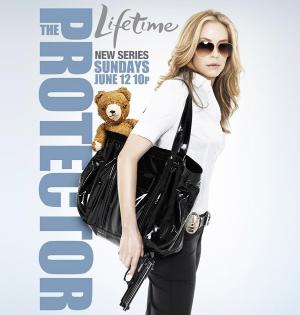 THE
PROTECTOR
Lifetime
NEW SERIES
SUNDAYS
JUNE 12 10P